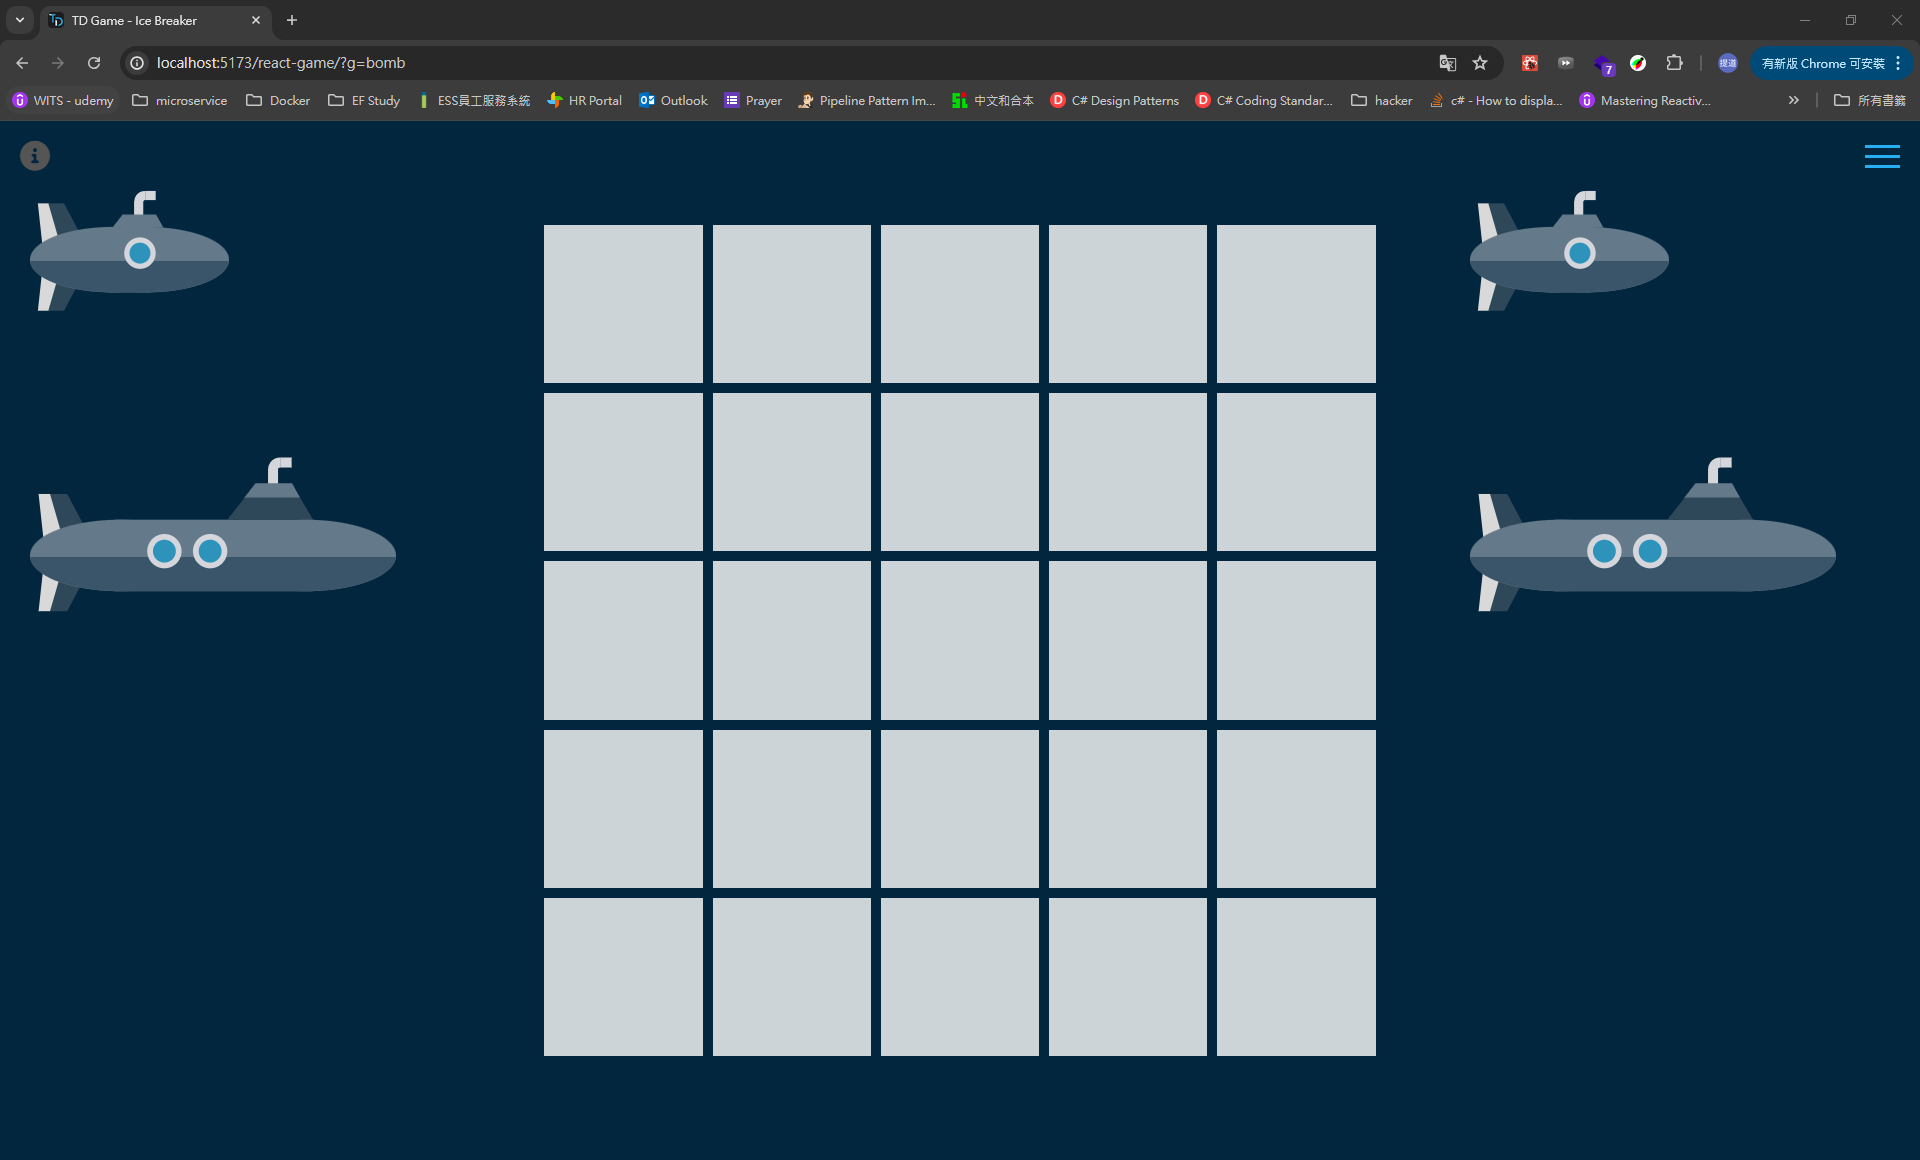 TD Game - Ice Breaker
localhost:5173/react-game/?g=bomb
7
提道
有新版 Chrome 可安裝
WITS - udemy
microservice
Docker
EF Study
ESS員工服務系統
HR Portal
Outlook
Prayer
Pipeline Pattern Im...
中文和合本
C# Design Patterns
C# Coding Standar...
hacker
c# - How to displa...
Mastering Reactiv...
所有書籤